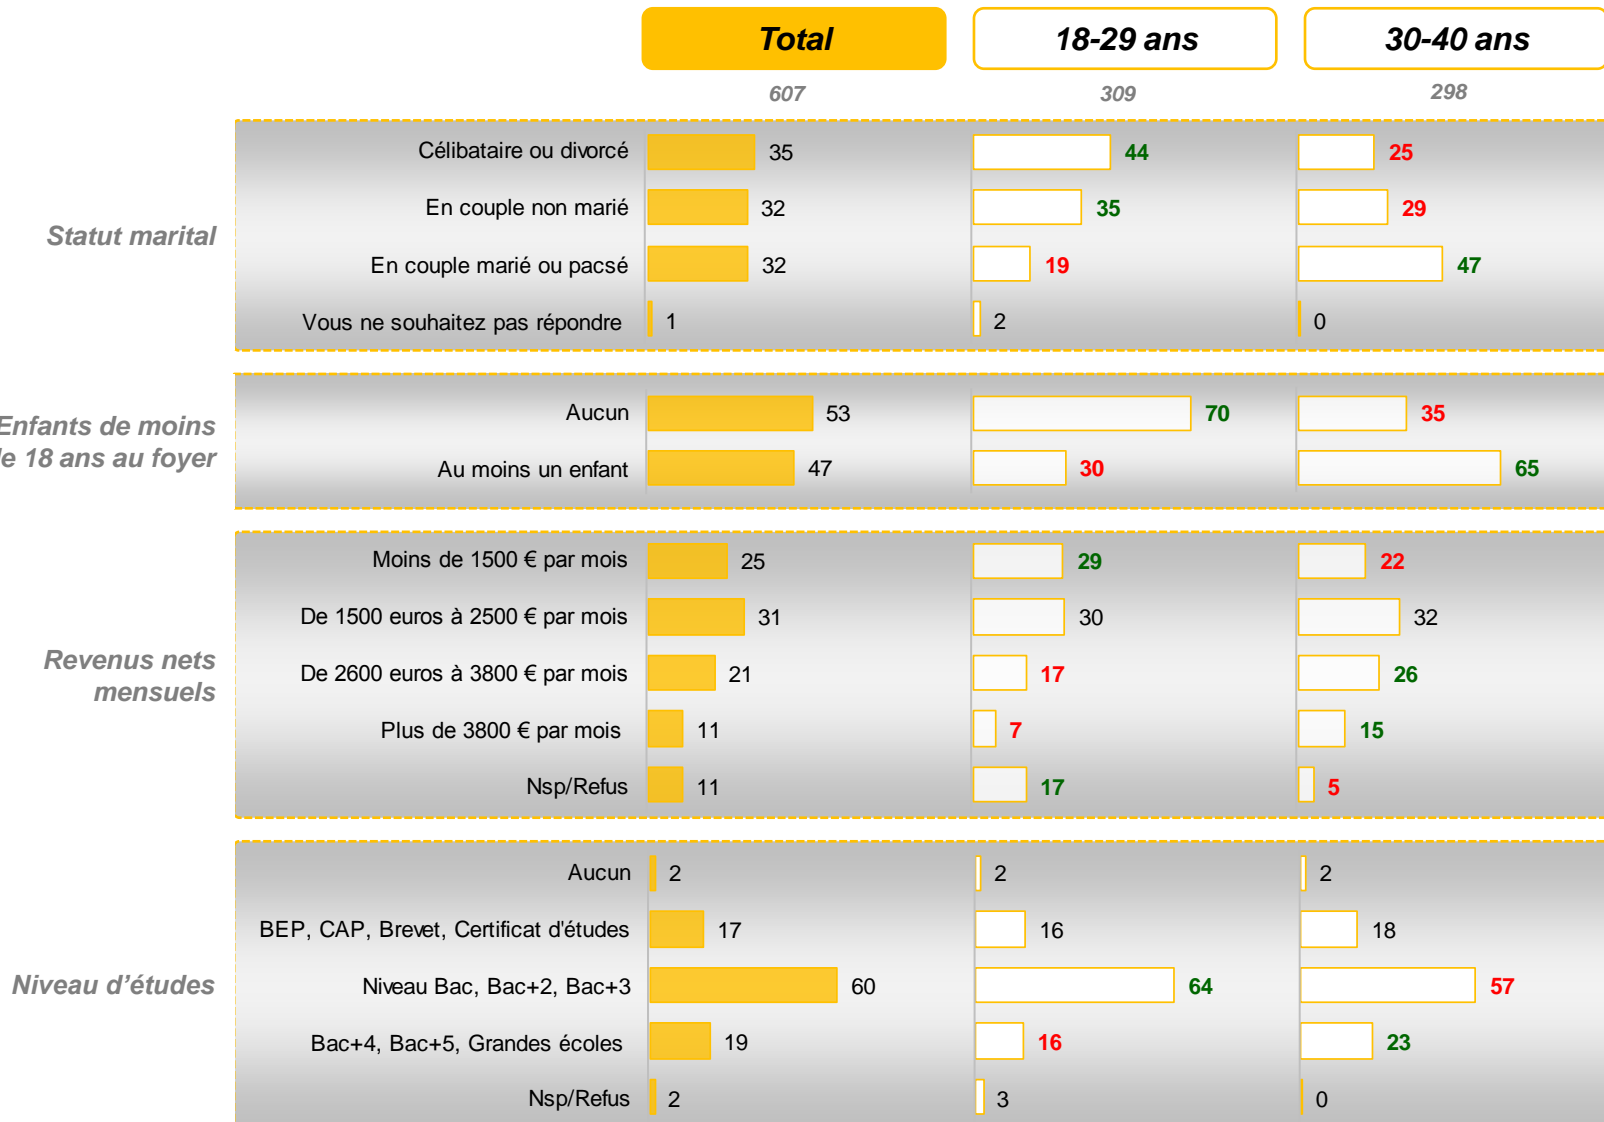 Total 18-29 ans 30-40 ans
607 309 298
Statut marital
Célibataire ou divorcé 35 44 25
En couple non marié 32 35 29
En couple marié ou pacsé 32 19 47
Vous ne souhaitez pas répondre 1 2 0
Enfants de moins
de 18 ans au foyer
Aucun 53 70 35
Au moins un enfant 47 30 65
Revenus nets
mensuels
Moins de 1500 € par mois 25 29 22
De 1500 euros à 2500 € par mois 31 30 32
De 2600 euros à 3800 € par mois 21 17 26
Plus de 3800 € par mois 11 7 15
Nsp/Refus 11 17 5
Niveau d’études
Aucun 2 2 2
BEP, CAP, Brevet, Certificat d'études 17 16 18
Niveau Bac, Bac+2, Bac+3 60 64 57
Bac+4, Bac+5, Grandes écoles 19 16 23
Nsp/Refus 2 3 0